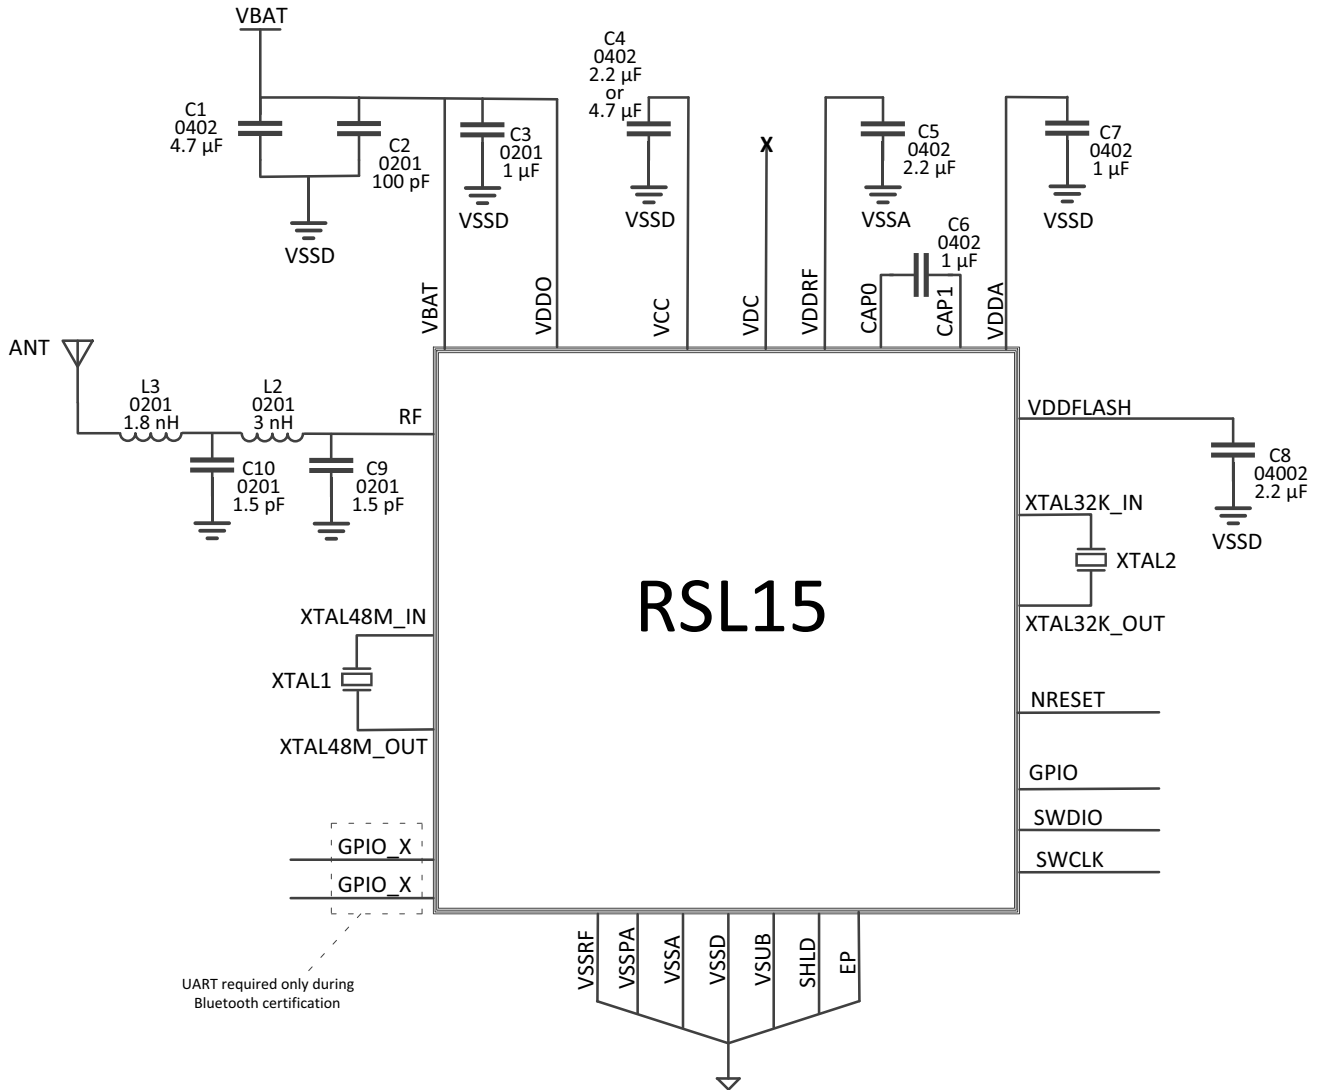 VBAT
C1
0402
4.7 µF
C2
0201
100 pF
VSSD
C3
0201
1 µF
VSSD
C4
0402
2.2 µF
or
4.7 µF
VSSD
X
C5
0402
2.2 µF
VSSA
C6
0402
1 µF
C7
0402
1 µF
VSSD
VBAT
VDDO
VCC
VDC
VDDRF
CAP0
CAP1
VDDA
ANT
L3
0201
1.8 nH
L2
0201
3 nH
RF
C10
0201
1.5 pF
C9
0201
1.5 pF
VDDFLASH
C8
04002
2.2 µF
VSSD
XTAL32K_IN
XTAL2
XTAL32K_OUT
RSL15
XTAL48M_IN
XTAL1
XTAL48M_OUT
NRESET
GPIO
SWDIO
SWCLK
GPIO_X
GPIO_X
UART required only during
Bluetooth certification
VSSRF
VSSPA
VSSA
VSSD
VSUB
SHLD
EP